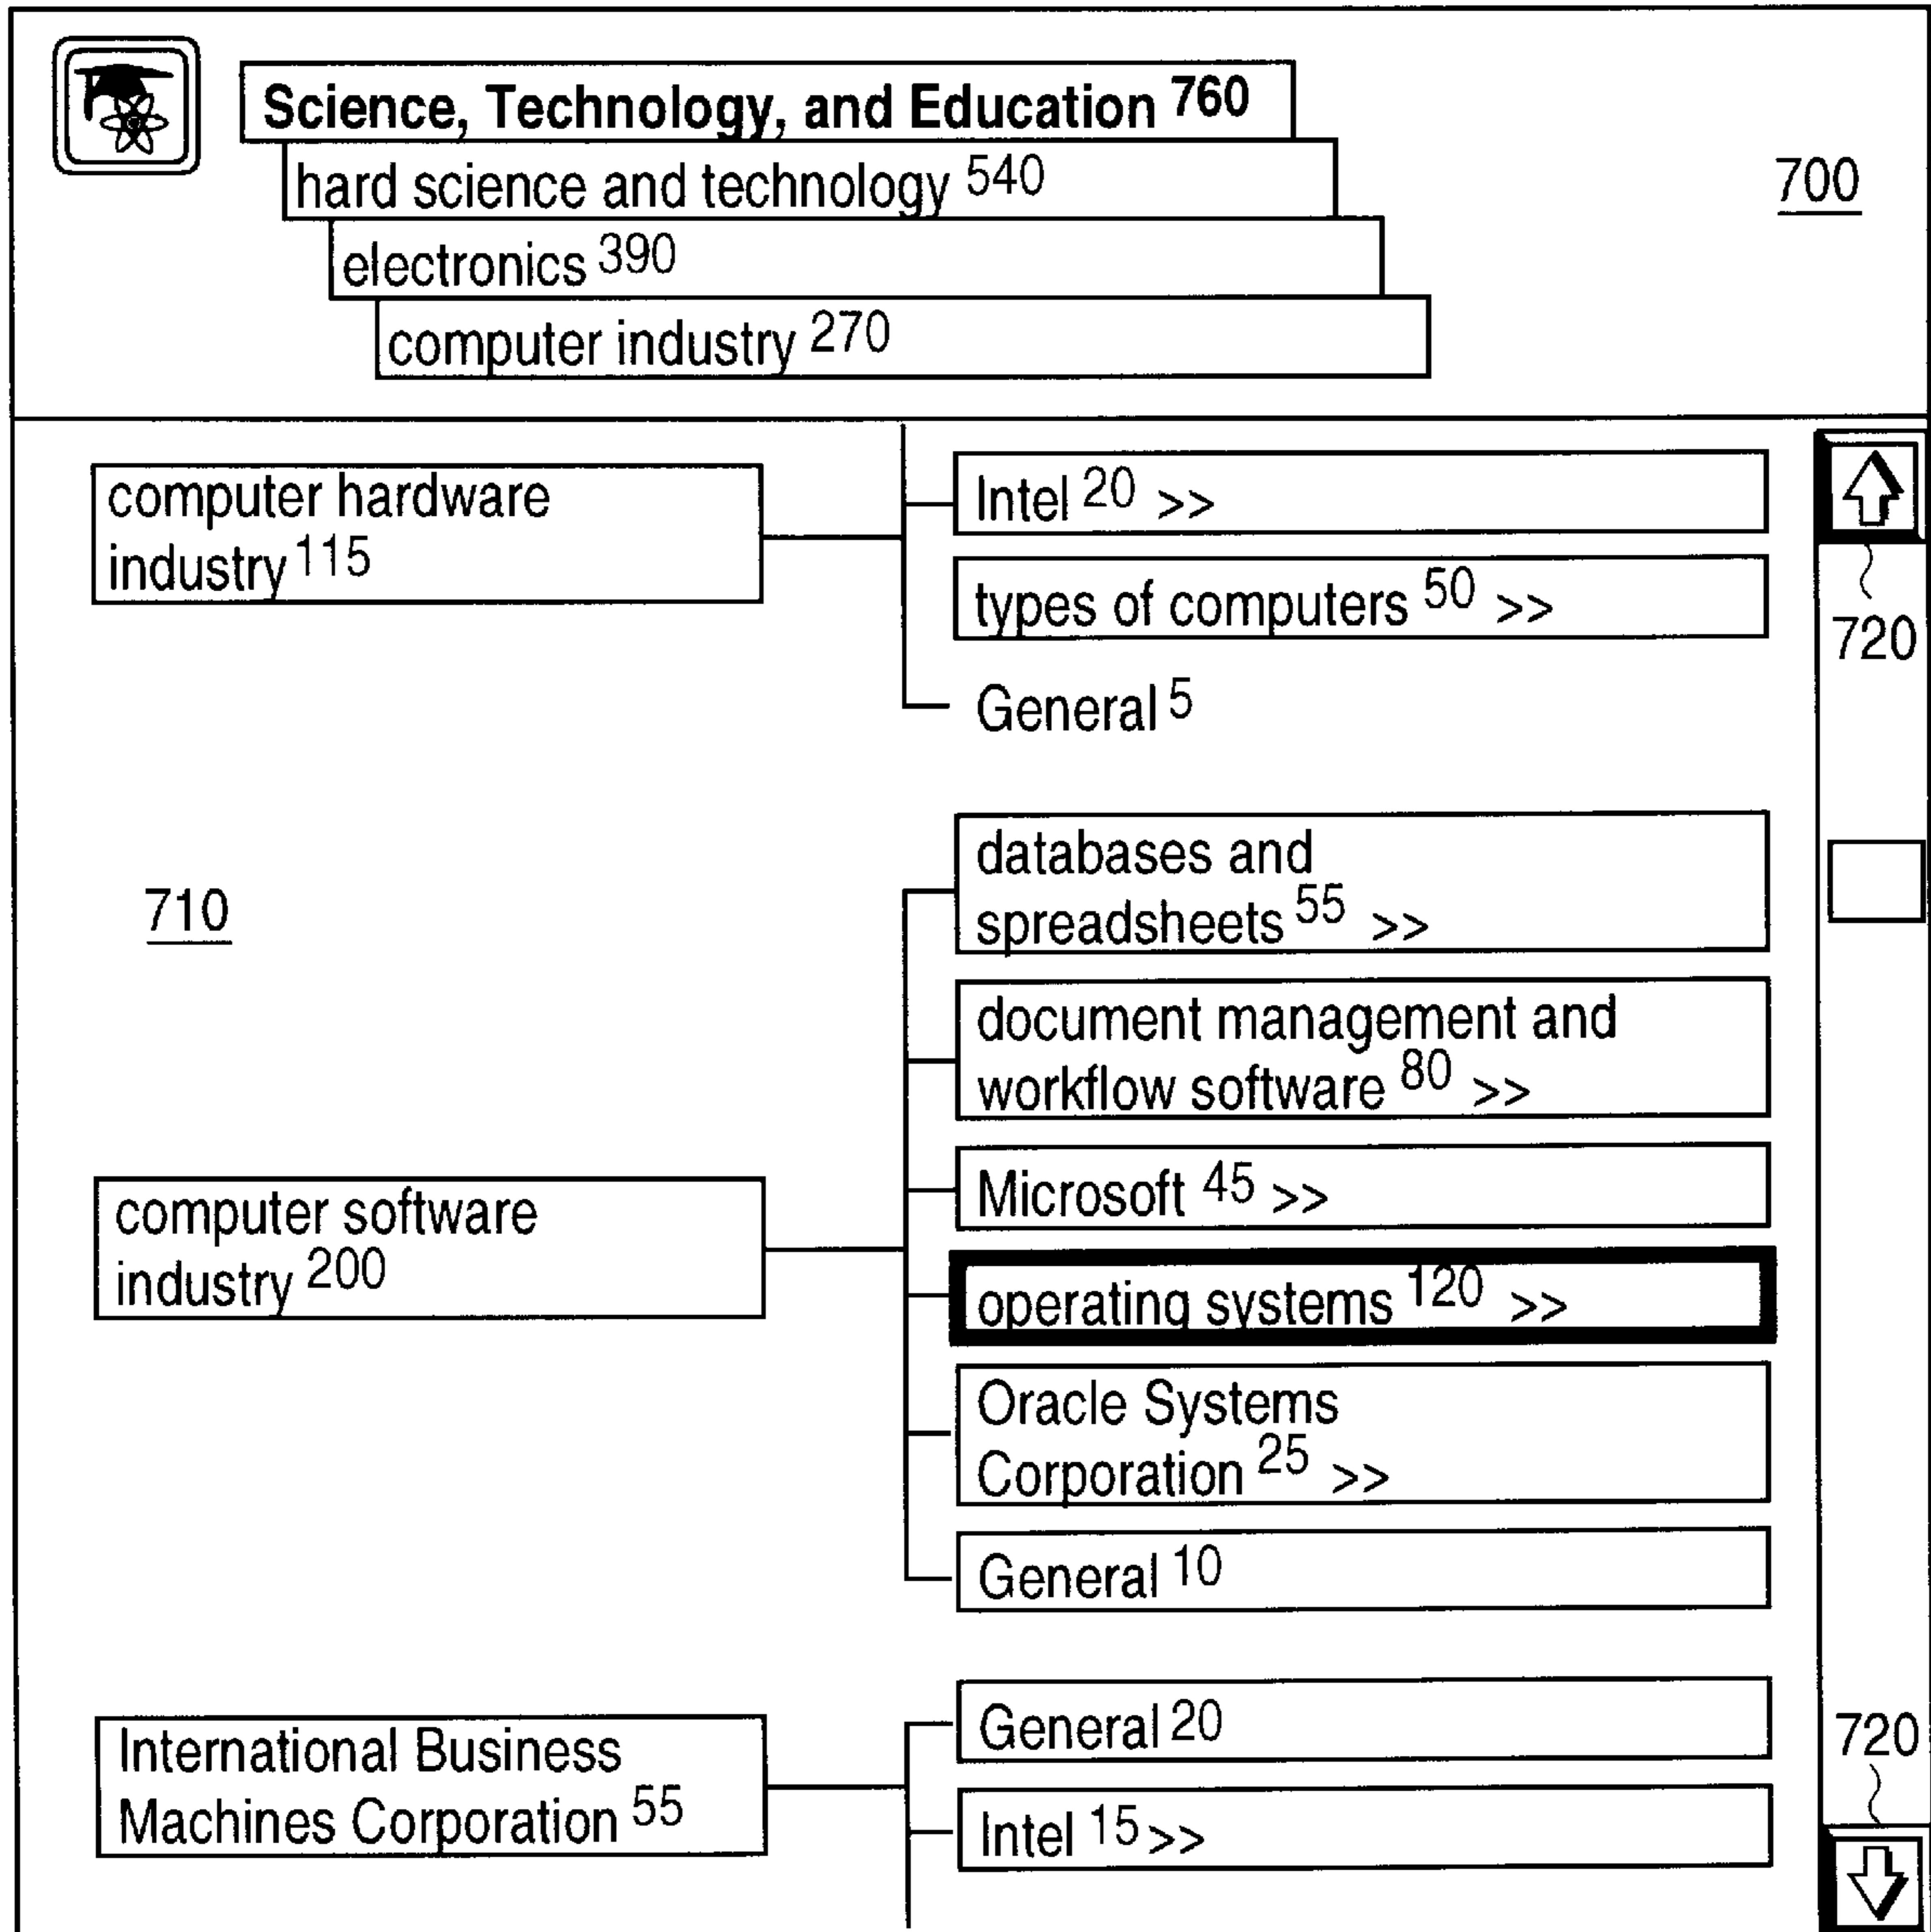 Science, Technology, and Education 760
hard science and technology 540
700
electronics 390
computer industry 270
computer hardware
industry 115
Intel 20 >>
types of computers 50 >>
720
General 5
710
databases and
spreadsheets 55 >>
document management and
workflow software 80 >>
Microsoft 45 >>
computer software
industry 200
operating systems 120 >>
Oracle Systems
Corporation 25 >>
General 10
International Business
Machines Corporation 55
General 20
720
Intel 15 >>